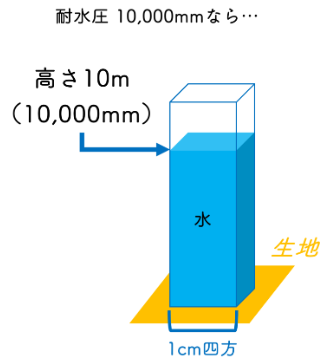 耐水圧 10,000mmなら…
高さ10m
（10,000mm）
水
生地
1cm四方